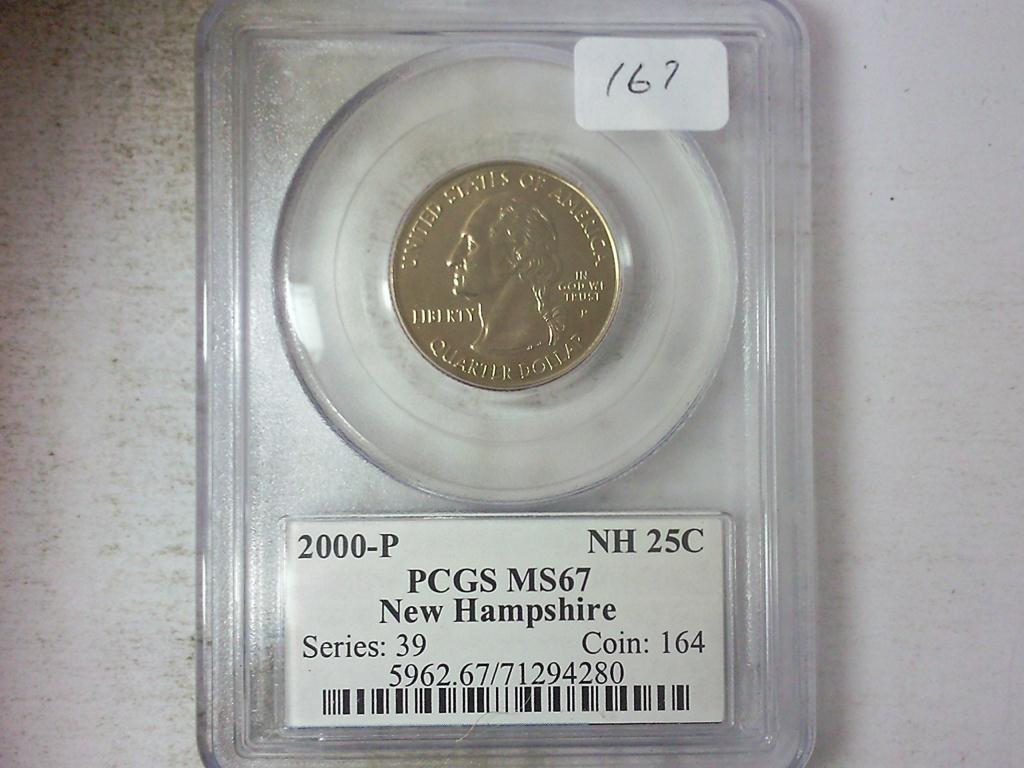 167
UNITED STATES OF AMERICA
IN
GOD WE
TRUST
LIBERTY
P
QUARTER DOLLAR
2000-P NH 25C
PCGS MS67
New Hampshire
Series: 39 Coin: 164
5962.67/71294280